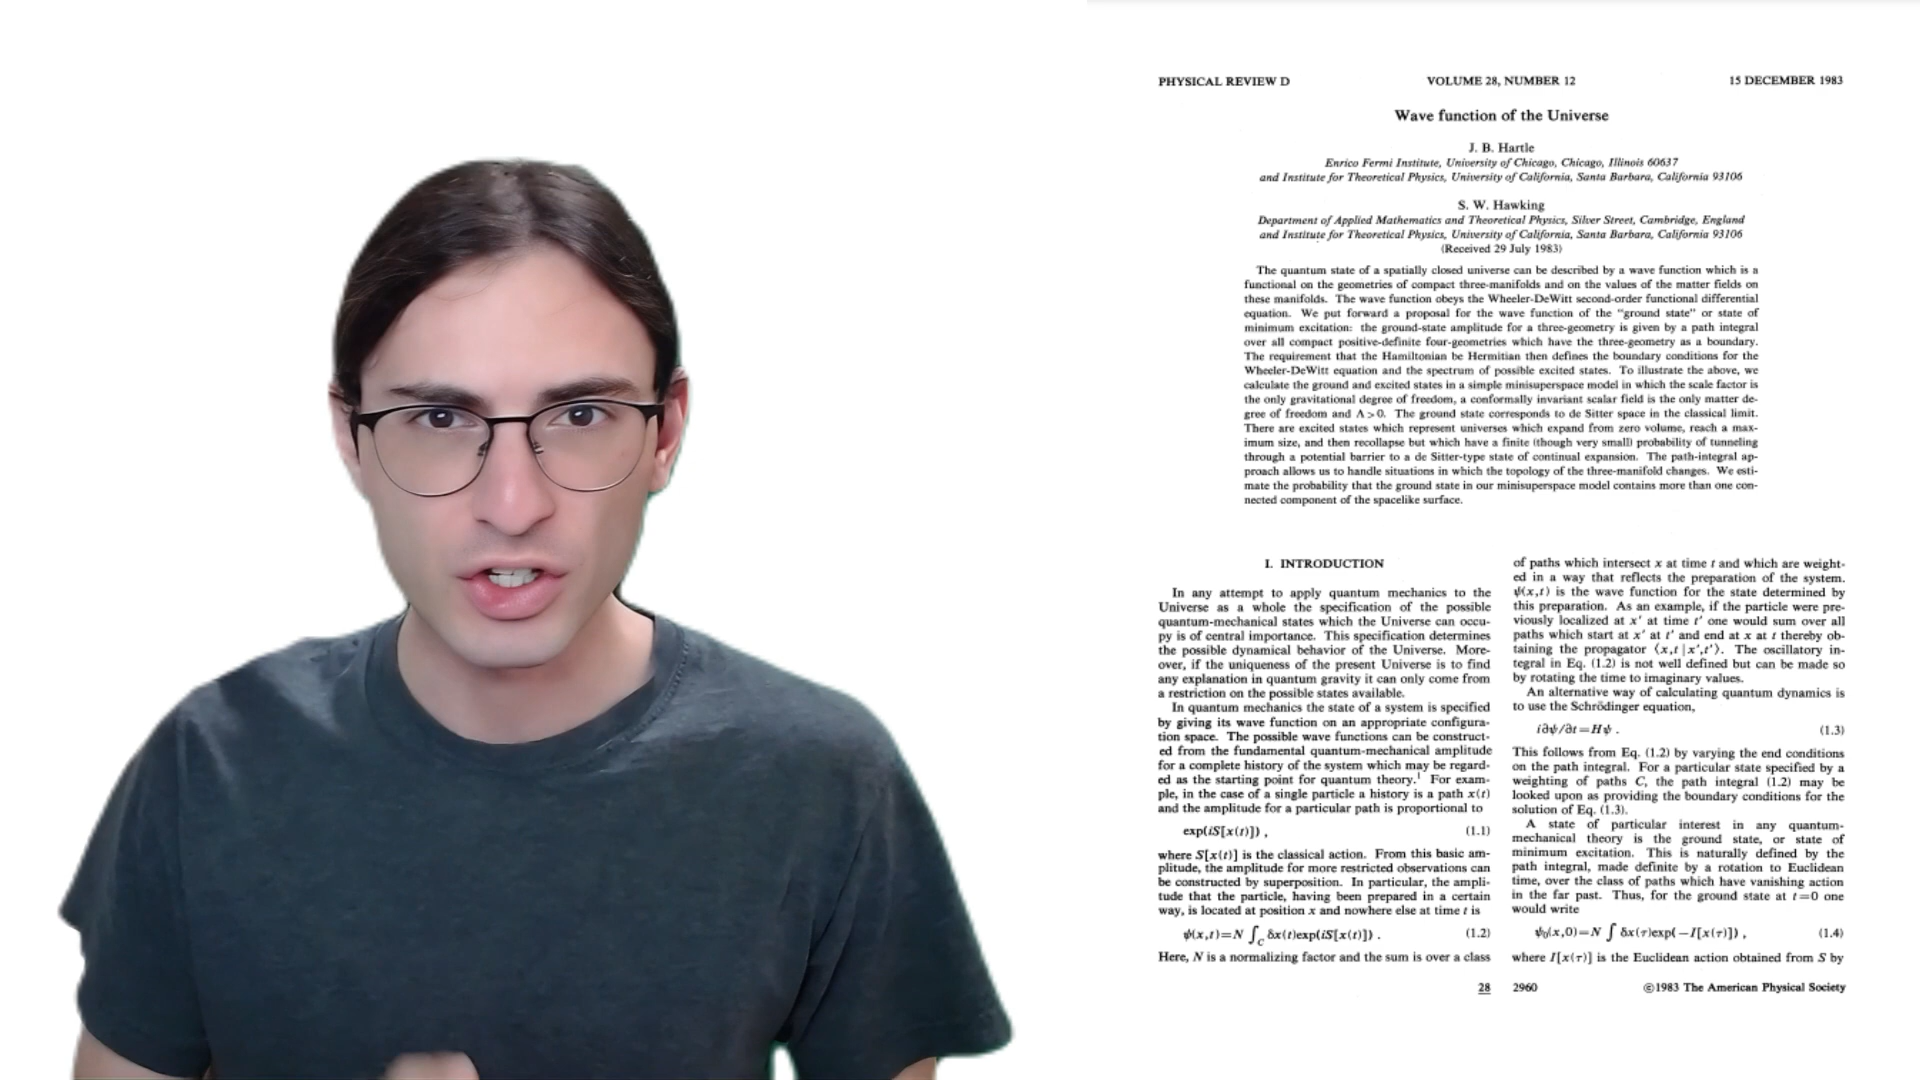 PHYSICAL REVIEW D
VOLUME 28, NUMBER 12
15 DECEMBER 1983
Wave function of the Universe
J. B. Hartle
Enrico Fermi Institute, University of Chicago, Chicago, Illinois 60637
and Institute for Theoretical Physics, University of California, Santa Barbara, California 93106
S. W. Hawking
Department of Applied Mathematics and Theoretical Physics, Silver Street, Cambridge, England
and Institute for Theoretical Physics, University of California, Santa Barbara, California 93106
(Received 29 July 1983)
The quantum state of a spatially closed universe can be described by a wave function which is a
functional on the geometries of compact three-manifolds and on the values of the matter fields on
these manifolds. The wave function obeys the Wheeler-DeWitt second-order functional differential
equation. We put forward a proposal for the wave function of the "ground state" or state of
minimum excitation: the ground-state amplitude for a three-geometry is given by a path integral
over all compact positive-definite four-geometries which have the three-geometry as a boundary.
The requirement that the Hamiltonian be Hermitian then defines the boundary conditions for the
Wheeler-DeWitt equation and the spectrum of possible excited states. To illustrate the above, we
calculate the ground and excited states in a simple minisuperspace model in which the scale factor is
the only gravitational degree of freedom, a conformally invariant scalar field is the only matter de-
gree of freedom and Λ>0. The ground state corresponds to de Sitter space in the classical limit.
There are excited states which represent universes which expand from zero volume, reach a max-
imum size, and then recollapse but which have a finite (though very small) probability of tunneling
through a potential barrier to a de Sitter-type state of continual expansion. The path-integral ap-
proach allows us to handle situations in which the topology of the three-manifold changes. We esti-
mate the probability that the ground state in our minisuperspace model contains more than one con-
nected component of the spacelike surface.
I. INTRODUCTION
In any attempt to apply quantum mechanics to the
Universe as a whole the specification of the possible
quantum-mechanical states which the Universe can occu-
py is of central importance. This specification determines
the possible dynamical behavior of the Universe. More-
over, if the uniqueness of the present Universe is to find
any explanation in quantum gravity it can only come from
a restriction on the possible states available.
In quantum mechanics the state of a system is specified
by giving its wave function on an appropriate configura-
tion space. The possible wave functions can be construct-
ed from the fundamental quantum-mechanical amplitude
for a complete history of the system which may be regard-
ed as the starting point for quantum theory.¹ For exam-
ple, in the case of a single particle a history is a path x(t)
and the amplitude for a particular path is proportional to
exp(iS[x(t)]) , (1.1)
where S[x(t)] is the classical action. From this basic am-
plitude, the amplitude for more restricted observations can
be constructed by superposition. In particular, the ampli-
tude that the particle, having been prepared in a certain
way, is located at position x and nowhere else at time t is
ψ(x,t)=N ∫_C δx(t)exp(iS[x(t)]) . (1.2)
Here, N is a normalizing factor and the sum is over a class
of paths which intersect x at time t and which are weight-
ed in a way that reflects the preparation of the system.
ψ(x,t) is the wave function for the state determined by
this preparation. As an example, if the particle were pre-
viously localized at x′ at time t′ one would sum over all
paths which start at x′ at t′ and end at x at t thereby ob-
taining the propagator ⟨x,t|x′,t′⟩. The oscillatory in-
tegral in Eq. (1.2) is not well defined but can be made so
by rotating the time to imaginary values.
An alternative way of calculating quantum dynamics is
to use the Schrödinger equation,
i∂ψ/∂t=Hψ . (1.3)
This follows from Eq. (1.2) by varying the end conditions
on the path integral. For a particular state specified by a
weighting of paths C, the path integral (1.2) may be
looked upon as providing the boundary conditions for the
solution of Eq. (1.3).
A state of particular interest in any quantum-
mechanical theory is the ground state, or state of
minimum excitation. This is naturally defined by the
path integral, made definite by a rotation to Euclidean
time, over the class of paths which have vanishing action
in the far past. Thus, for the ground state at t=0 one
would write
ψ₀(x,0)=N ∫ δx(τ)exp(−I[x(τ)]) , (1.4)
where I[x(τ)] is the Euclidean action obtained from S by
28 2960 ©1983 The American Physical Society